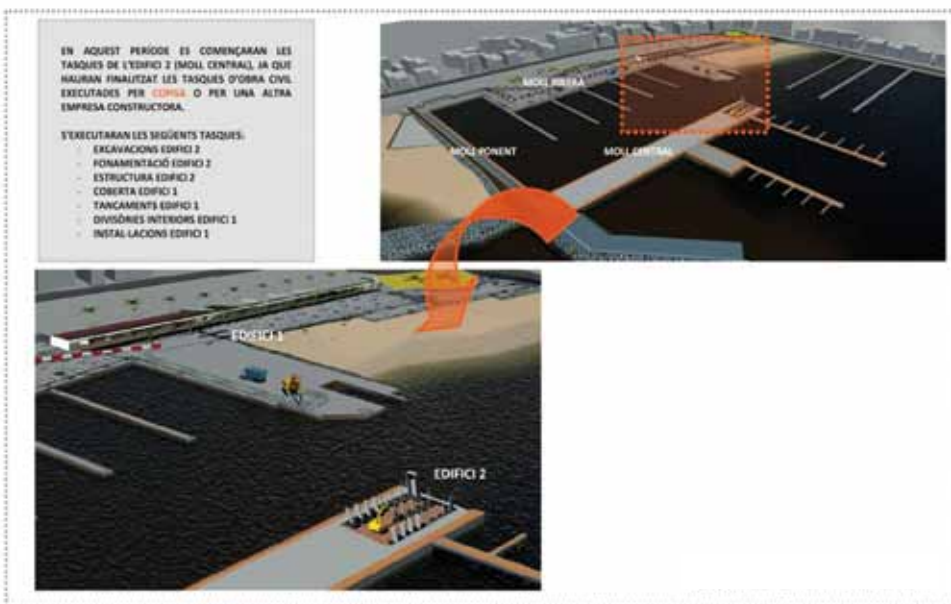 EN AQUEST PERÍODE ES COMENÇARAN LES
TASQUES DE L'EDIFICI 2 (MOLL CENTRAL), JA QUE
HAURAN FINALITZAT LES TASQUES D'OBRA CIVIL
EXECUTADES PER COPISA O PER UNA ALTRA
EMPRESA CONSTRUCTORA.
S'EXECUTARAN LES SEGÜENTS TASQUES:
- EXCAVACIONS EDIFICI 2
- FONAMENTACIÓ EDIFICI 2
- ESTRUCTURA EDIFICI 2
- COBERTA EDIFICI 1
- TANCAMENTS EDIFICI 1
- DIVISÒRIES INTERIORS EDIFICI 1
- INSTAL·LACIONS EDIFICI 1
MOLL RIBERA
MOLL PONENT
MOLL CENTRAL
EDIFICI 1
EDIFICI 2